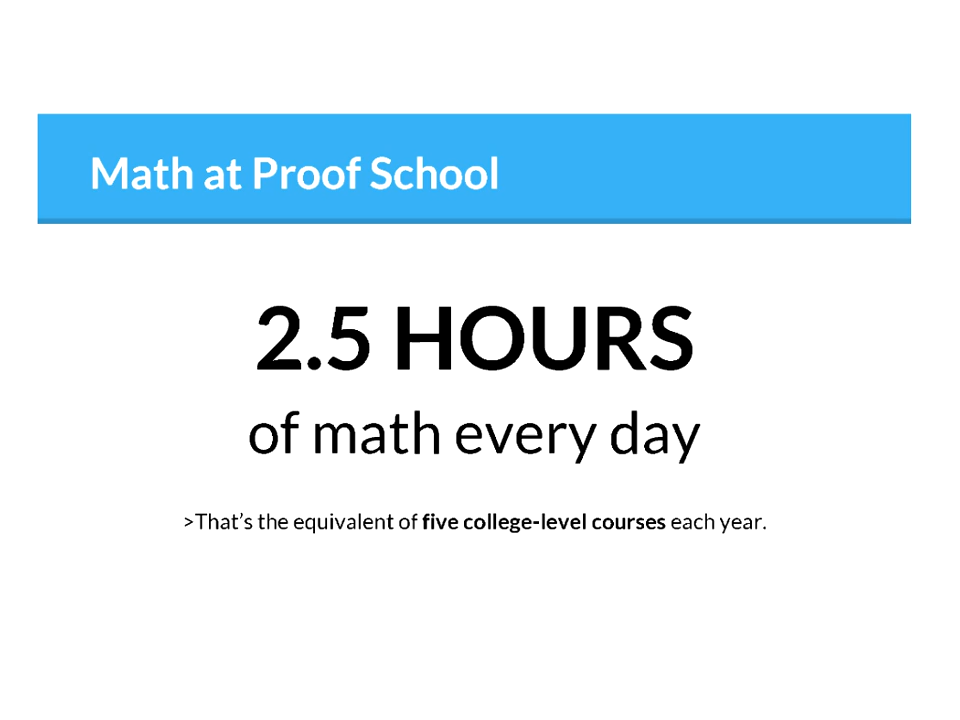 Math at Proof School
2.5 HOURS
of math every day
>That's the equivalent of five college-level courses each year.